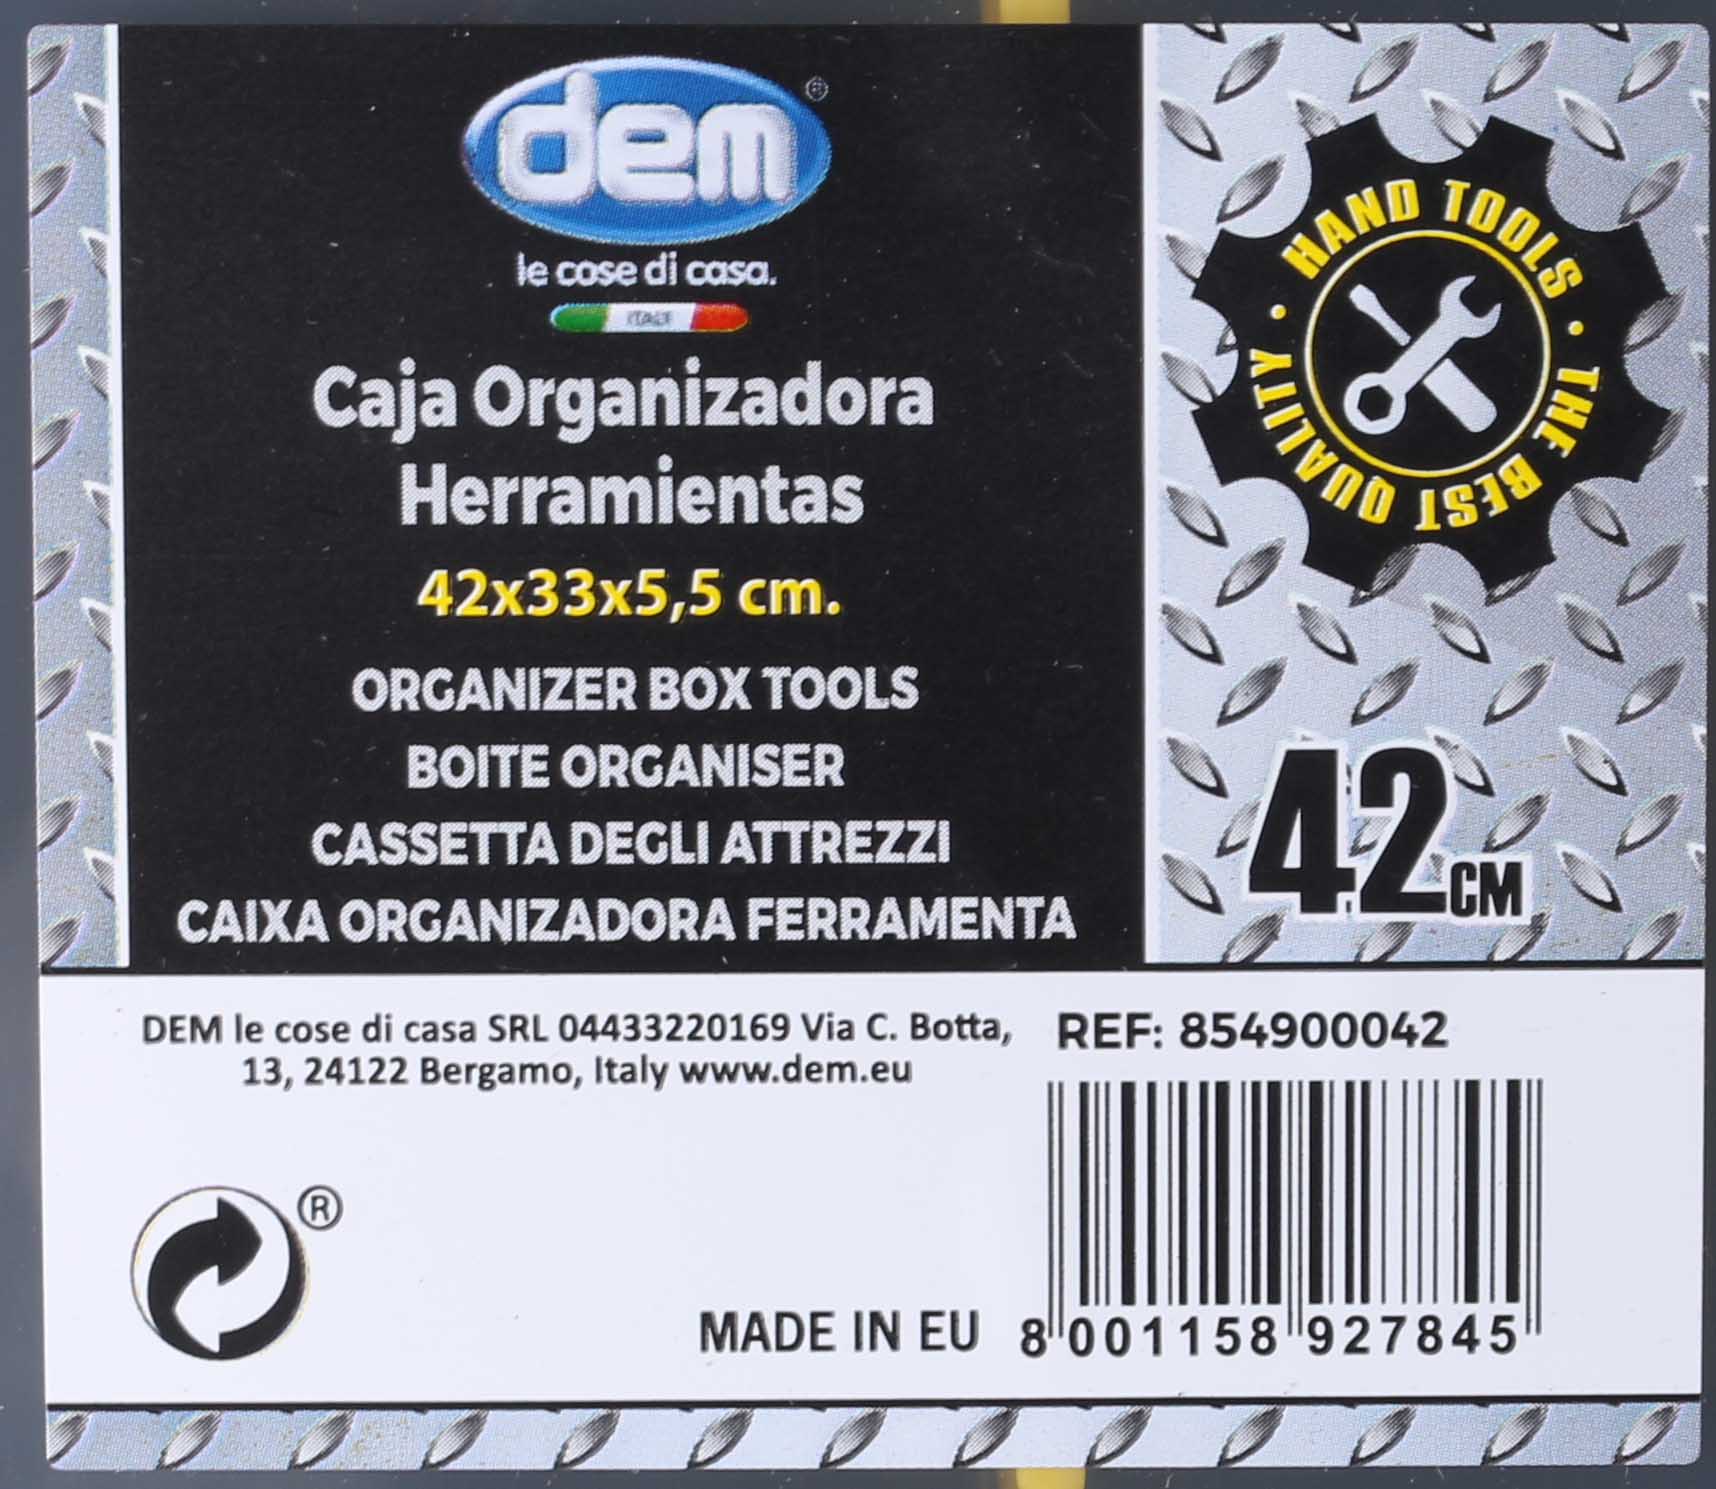 dem®
le cose di casa.
ITALY
Caja Organizadora
Herramientas
42x33x5,5 cm.
ORGANIZER BOX TOOLS
BOITE ORGANISER
CASSETTA DEGLI ATTREZZI
CAIXA ORGANIZADORA FERRAMENTA
HAND TOOLS · THE BEST QUALITY ·
42CM
DEM le cose di casa SRL 04433220169 Via C. Botta,
13, 24122 Bergamo, Italy www.dem.eu
REF: 854900042
®
MADE IN EU
8 001158 927845